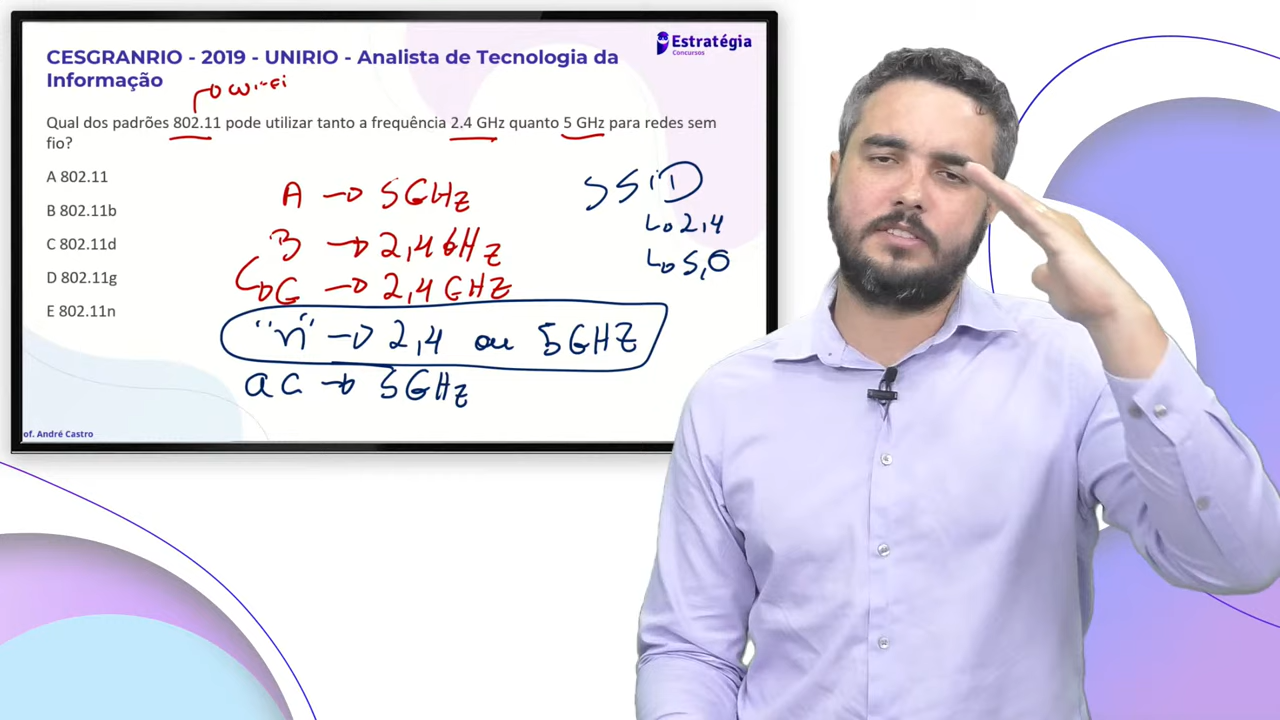 CESGRANRIO - 2019 - UNIRIO - Analista de Tecnologia da
Informação
Estratégia
Concursos
wi-fi
Qual dos padrões 802.11 pode utilizar tanto a frequência 2.4 GHz quanto 5 GHz para redes sem
fio?
A 802.11
B 802.11b
C 802.11d
D 802.11g
E 802.11n
A → 5GHz
B → 2,4GHz
G → 2,4GHZ
"n" → 2,4 ou 5GHZ
ac → 5GHz
SSiD
2,4
5,0
of. André Castro